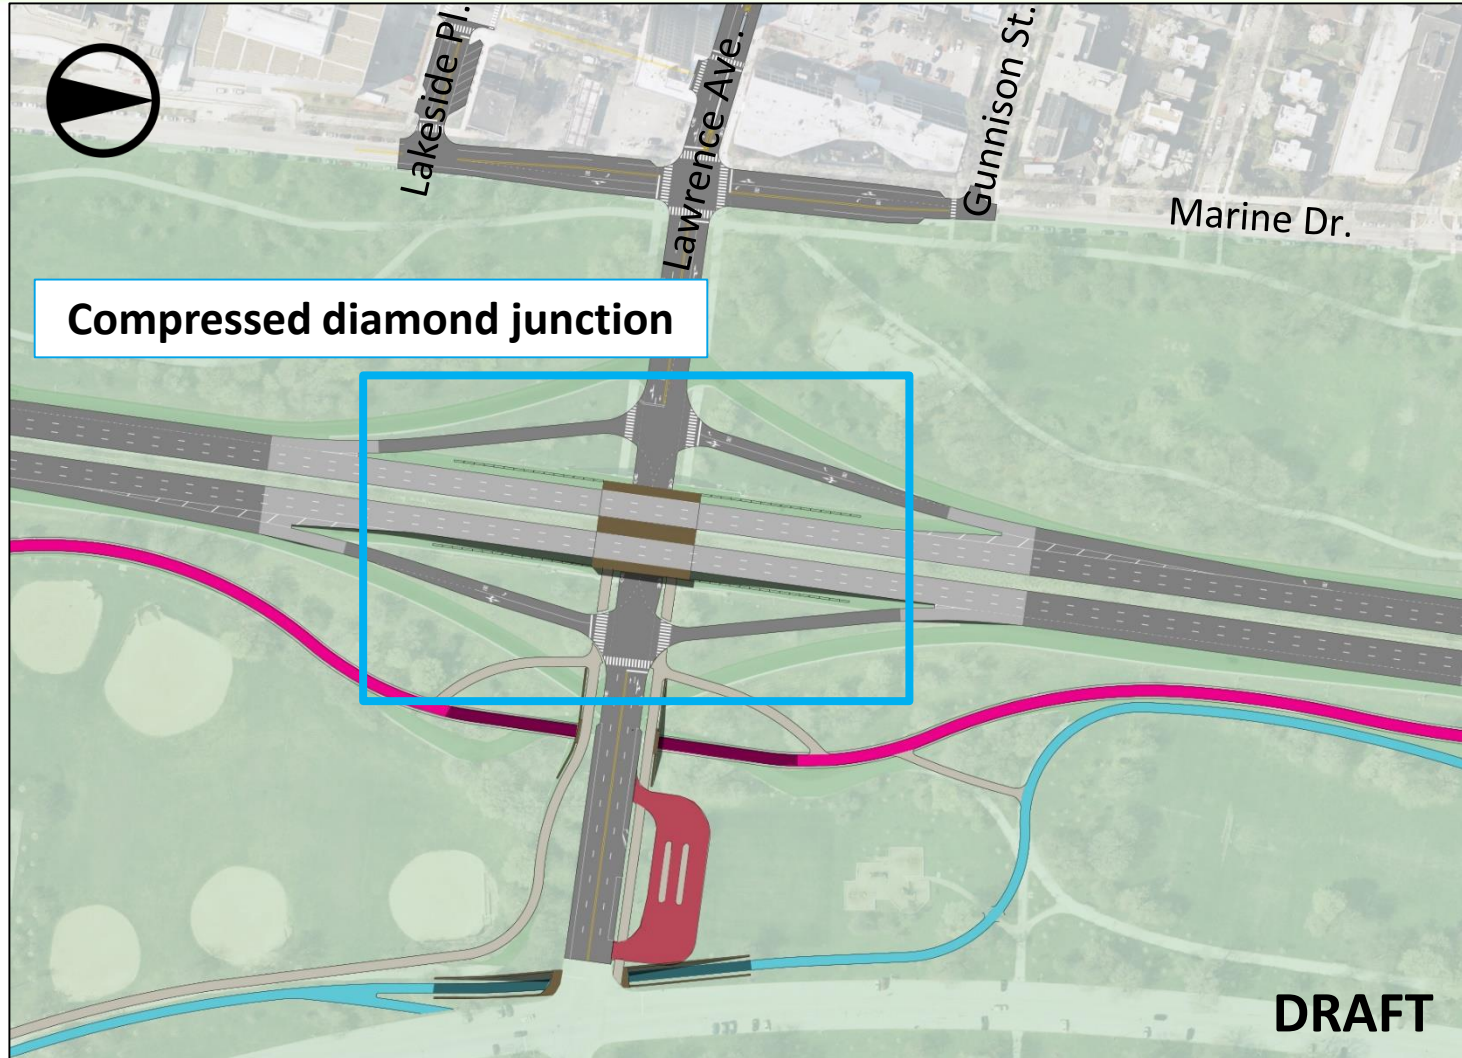 Lakeside Pl.
Lawrence Ave.
Gunnison St.
Marine Dr.
Compressed diamond junction
DRAFT